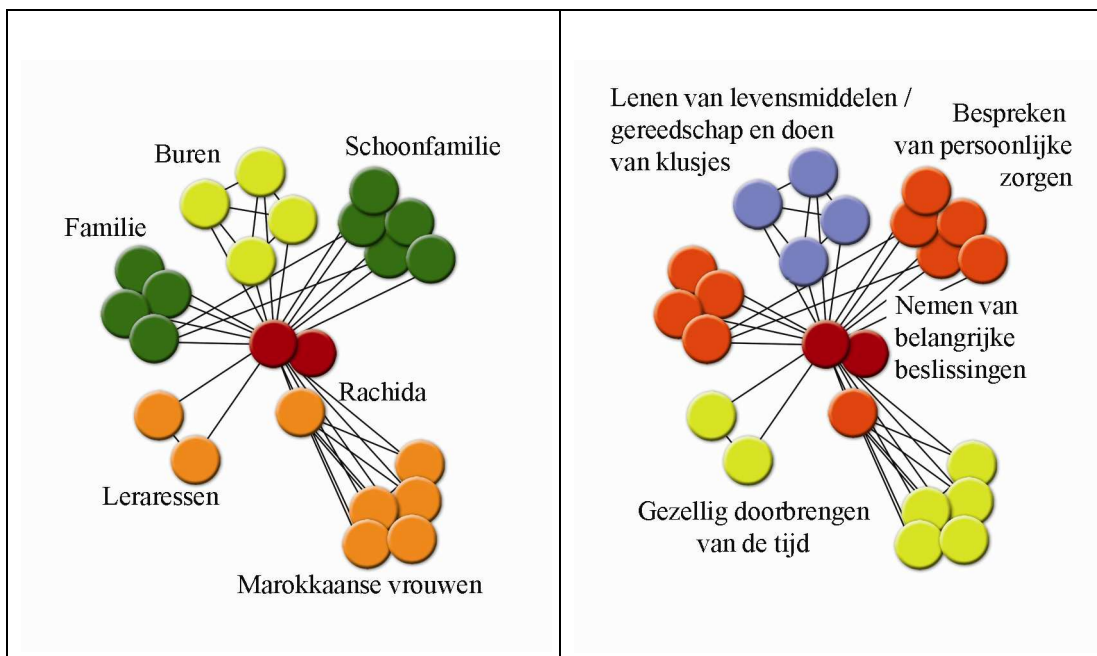 Buren
Schoonfamilie
Familie
Rachida
Leraressen
Marokkaanse vrouwen
Lenen van levensmiddelen /
gereedschap en doen
van klusjes
Bespreken
van persoonlijke
zorgen
Nemen van
belangrijke
beslissingen
Gezellig doorbrengen
van de tijd